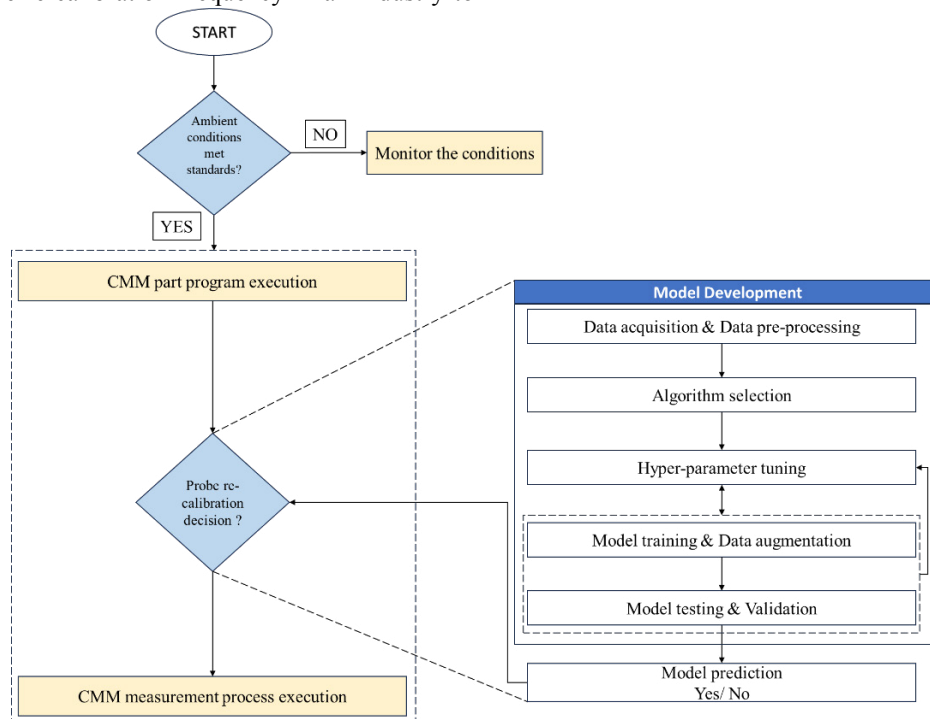 START
Ambient
conditions
met
standards?
NO
Monitor the conditions
YES
CMM part program execution
Model Development
Data acquisition & Data pre-processing
Algorithm selection
Hyper-parameter tuning
Probe re-
calibration
decision ?
Model training & Data augmentation
Model testing & Validation
Model prediction
Yes/ No
CMM measurement process execution